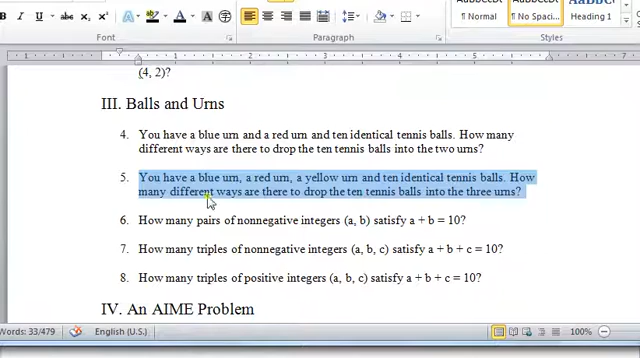 AaBbCcDc AaBbCcDc AaBbCc
B I U
Aa
¶ Normal ¶ No Spaci... Heading 1
Font Paragraph Styles
(4, 2)?
III. Balls and Urns
4. You have a blue urn and a red urn and ten identical tennis balls. How many
different ways are there to drop the ten tennis balls into the two urns?
5. You have a blue urn, a red urn, a yellow urn and ten identical tennis balls. How
many different ways are there to drop the ten tennis balls into the three urns?
6. How many pairs of nonnegative integers (a, b) satisfy a + b = 10?
7. How many triples of nonnegative integers (a, b, c) satisfy a + b + c = 10?
8. How many triples of positive integers (a, b, c) satisfy a + b + c = 10?
IV. An AIME Problem
Words: 33/479 English (U.S.) 100%